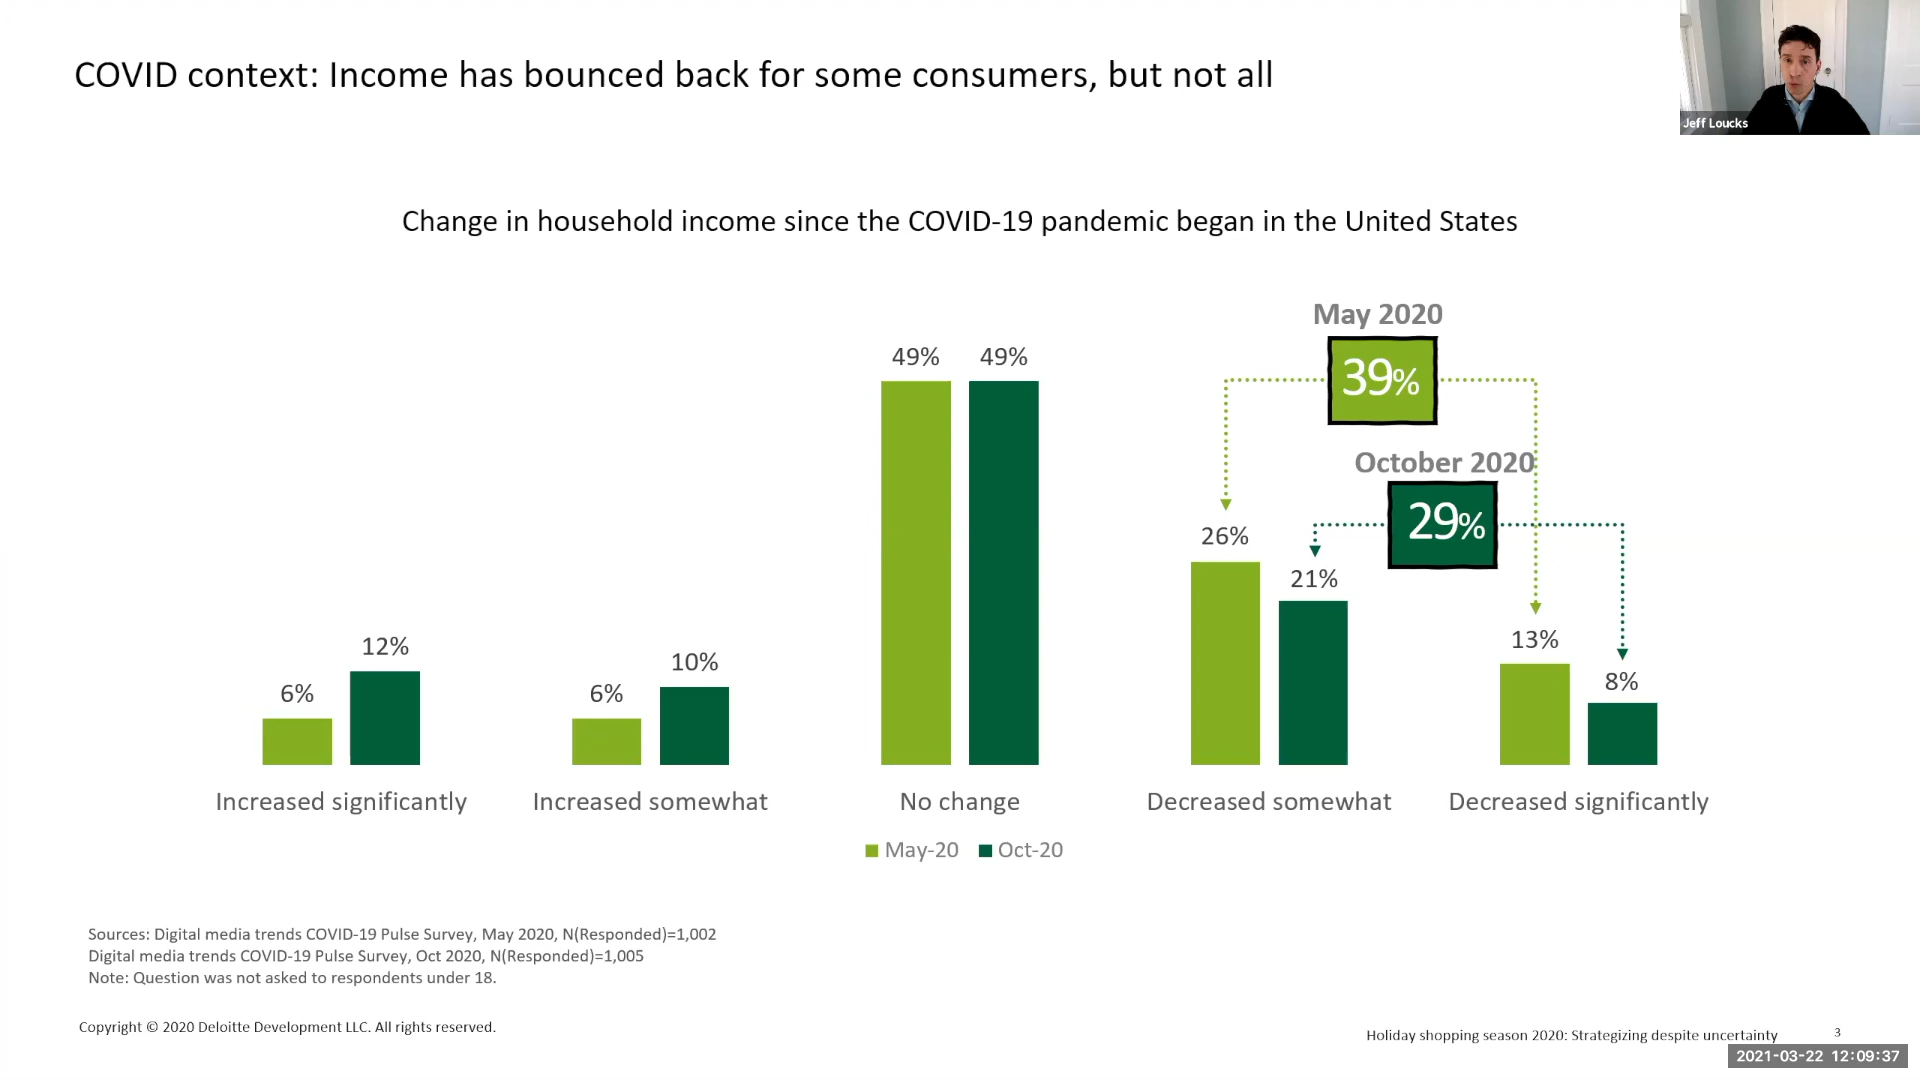 COVID context: Income has bounced back for some consumers, but not all
Jeff Loucks
Change in household income since the COVID-19 pandemic began in the United States
May 2020
39%
October 2020
29%
6%
12%
6%
10%
49%
49%
26%
21%
13%
8%
Increased significantly
Increased somewhat
No change
Decreased somewhat
Decreased significantly
May-20
Oct-20
Sources: Digital media trends COVID-19 Pulse Survey, May 2020, N(Responded)=1,002
Digital media trends COVID-19 Pulse Survey, Oct 2020, N(Responded)=1,005
Note: Question was not asked to respondents under 18.
Copyright © 2020 Deloitte Development LLC. All rights reserved.
Holiday shopping season 2020: Strategizing despite uncertainty
3
2021-03-22 12:09:37